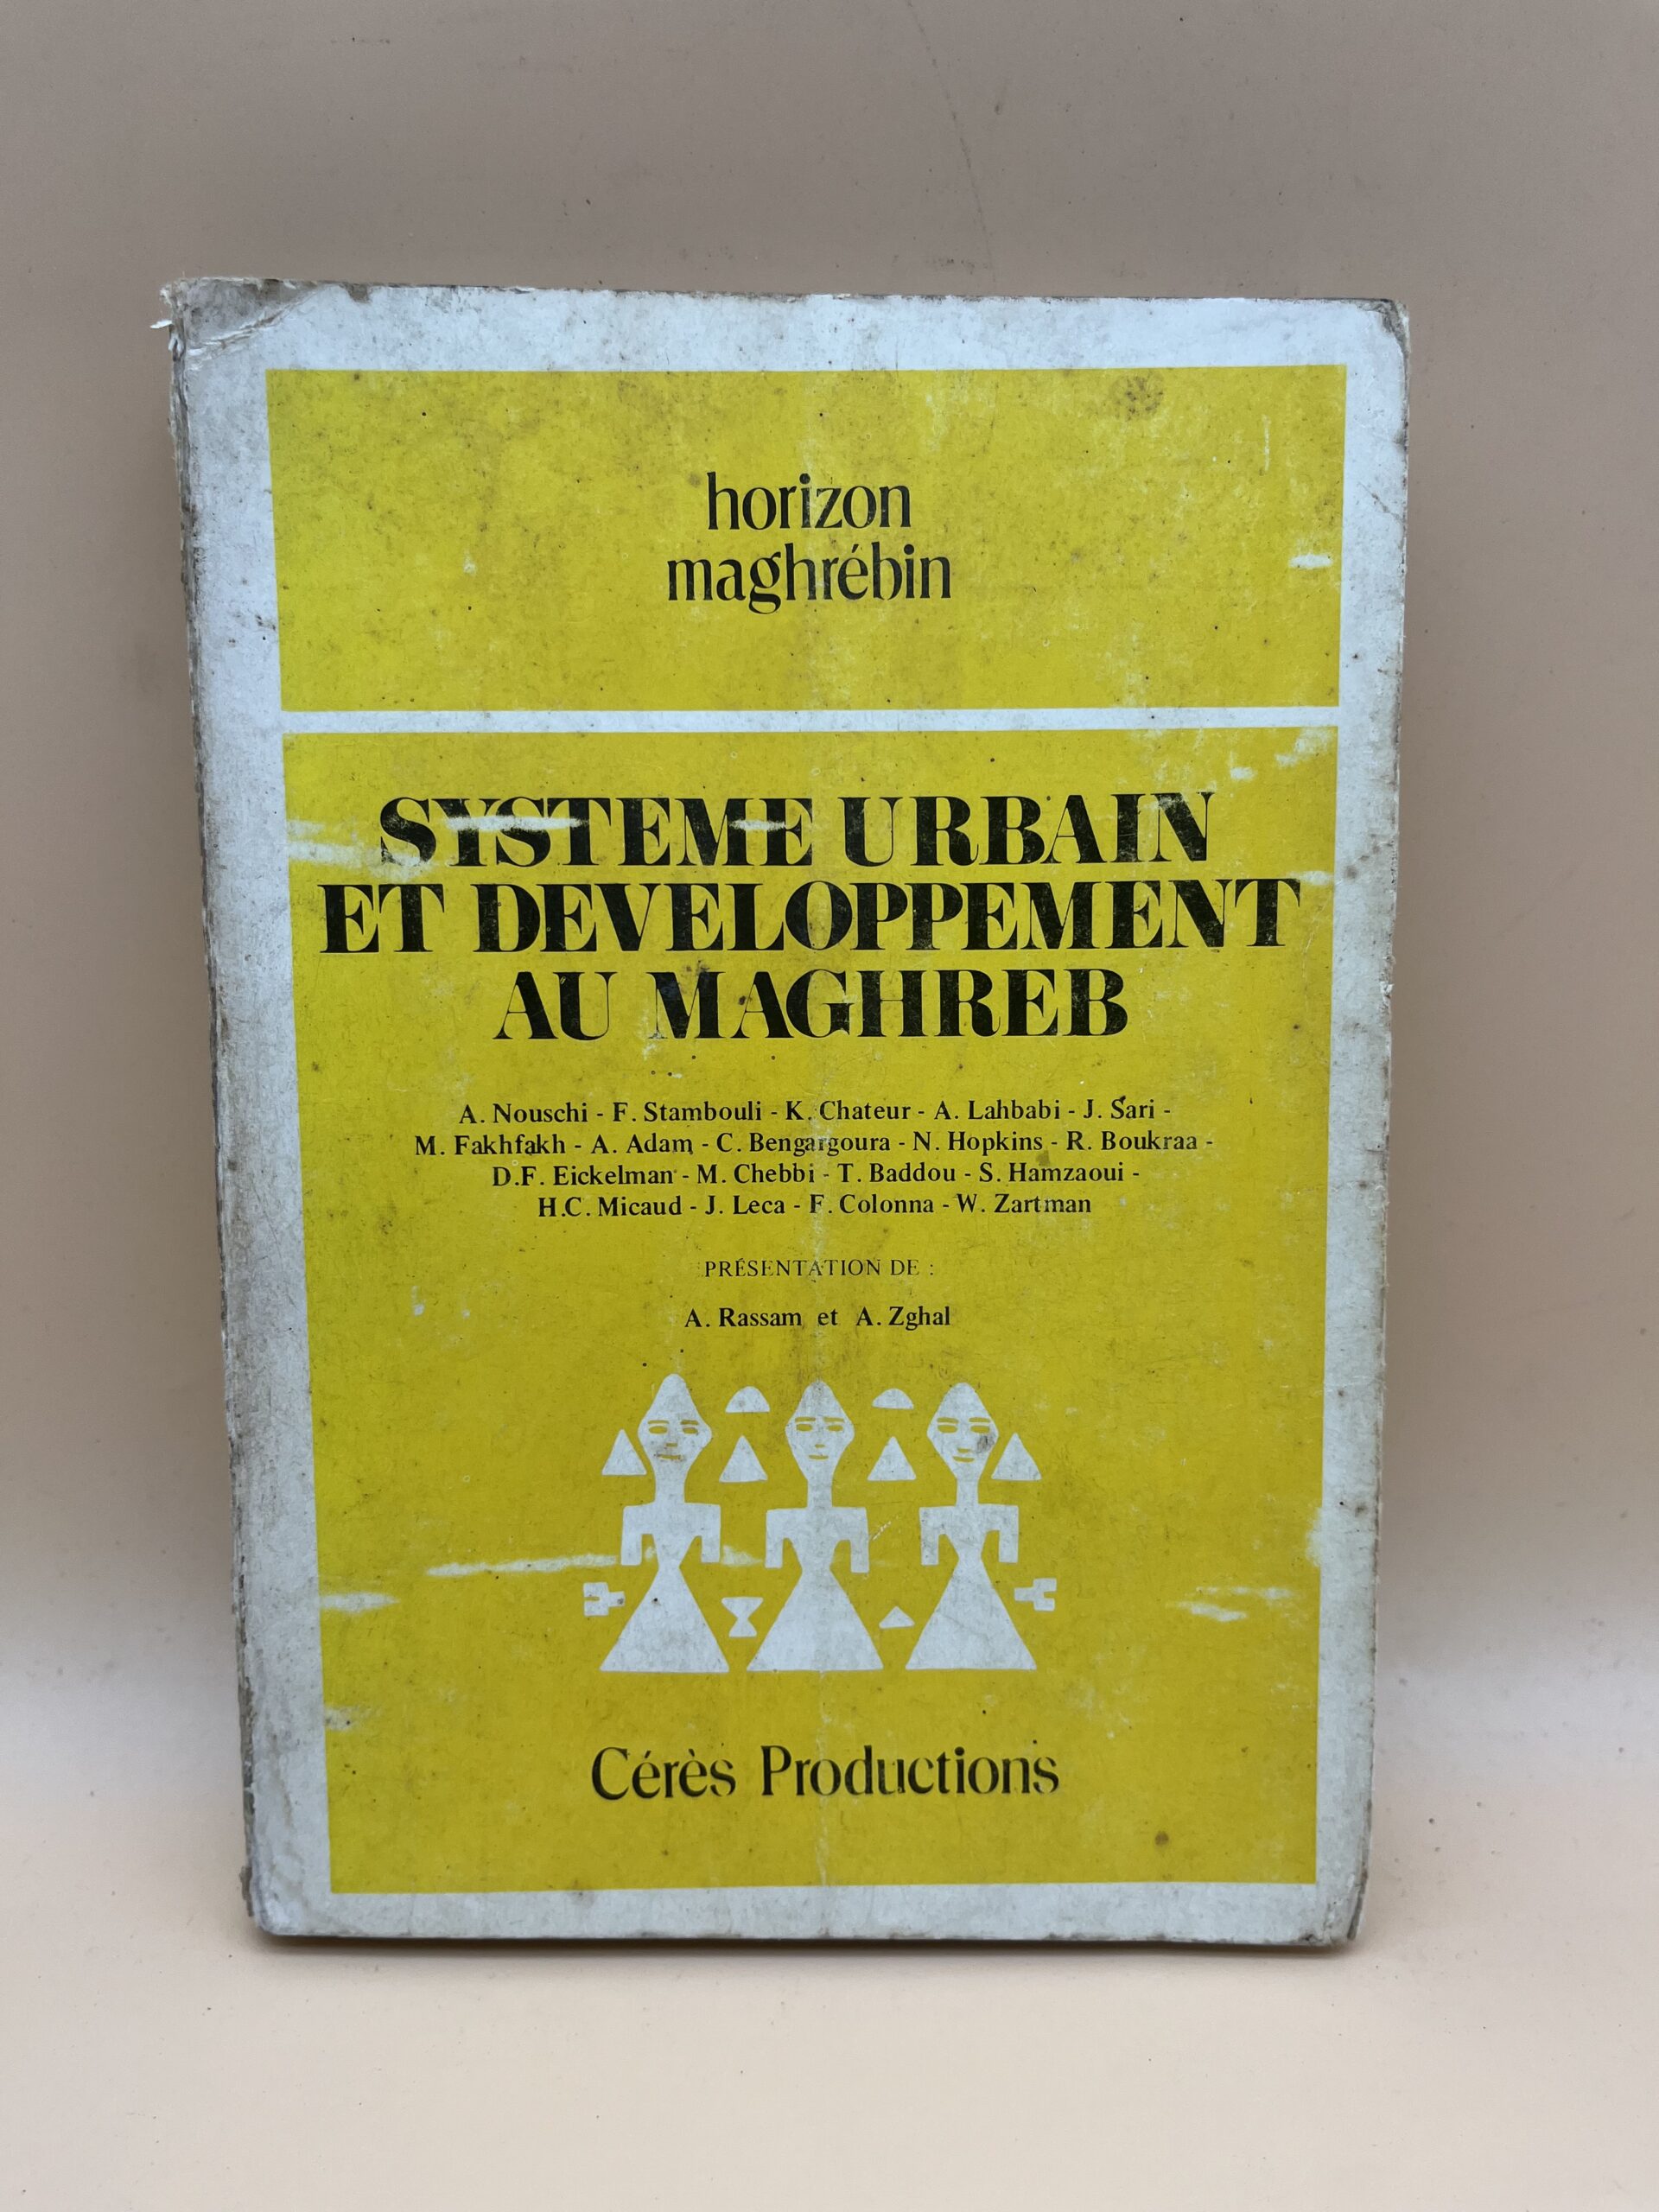 horizon
maghrébin
SYSTEME URBAIN
ET DEVELOPPEMENT
AU MAGHREB
A. Nouschi - F. Stambouli - K. Chateur - A. Lahbabi - J. Sari -
M. Fakhfakh - A. Adam - C. Bengargoura - N. Hopkins - R. Boukraa -
D.F. Eickelman - M. Chebbi - T. Baddou - S. Hamzaoui -
H.C. Micaud - J. Leca - F. Colonna - W. Zartman
PRÉSENTATION DE :
A. Rassam et A. Zghal
Cérès Productions